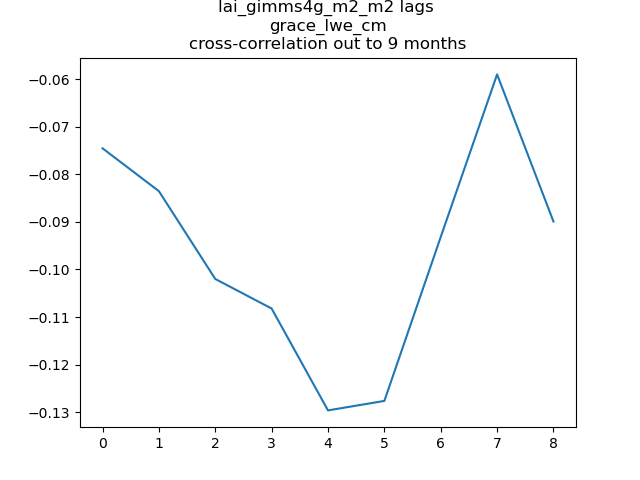 lai_gimms4g_m2_m2 lags
grace_lwe_cm
cross-correlation out to 9 months
−0.06
−0.07
−0.08
−0.09
−0.10
−0.11
−0.12
−0.13
0 1 2 3 4 5 6 7 8